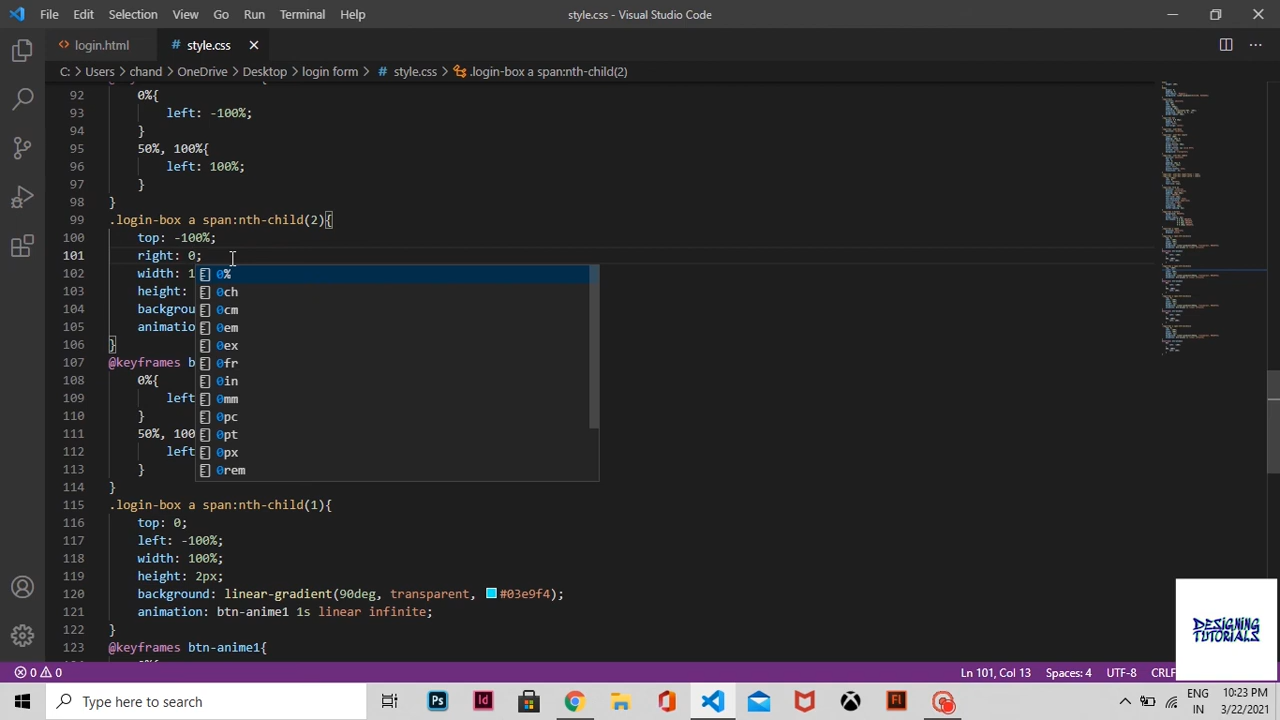 File Edit Selection View Go Run Terminal Help style.css - Visual Studio Code
login.html style.css
C: > Users > chand > OneDrive > Desktop > login form > # style.css > .login-box a span:nth-child(2)
92 0%{
93 left: -100%;
94 }
95 50%, 100%{
96 left: 100%;
97 }
98 }
99 .login-box a span:nth-child(2){
100 top: -100%;
101 right: 0;
102 width: 1
103 height:
104 backgrou
105 animatio
106 }
107 @keyframes b
108 0%{
109 left
110 }
111 50%, 100
112 left
113 }
114 }
0%
0ch
0cm
0em
0ex
0fr
0in
0mm
0pc
0pt
0px
0rem
115 .login-box a span:nth-child(1){
116 top: 0;
117 left: -100%;
118 width: 100%;
119 height: 2px;
120 background: linear-gradient(90deg, transparent, #03e9f4);
121 animation: btn-anime1 1s linear infinite;
122 }
123 @keyframes btn-anime1{
DESIGNING
TUTORIALS
0 0 Ln 101, Col 13 Spaces: 4 UTF-8 CRLF
Type here to search
ENG
IN
10:23 PM
3/22/2021